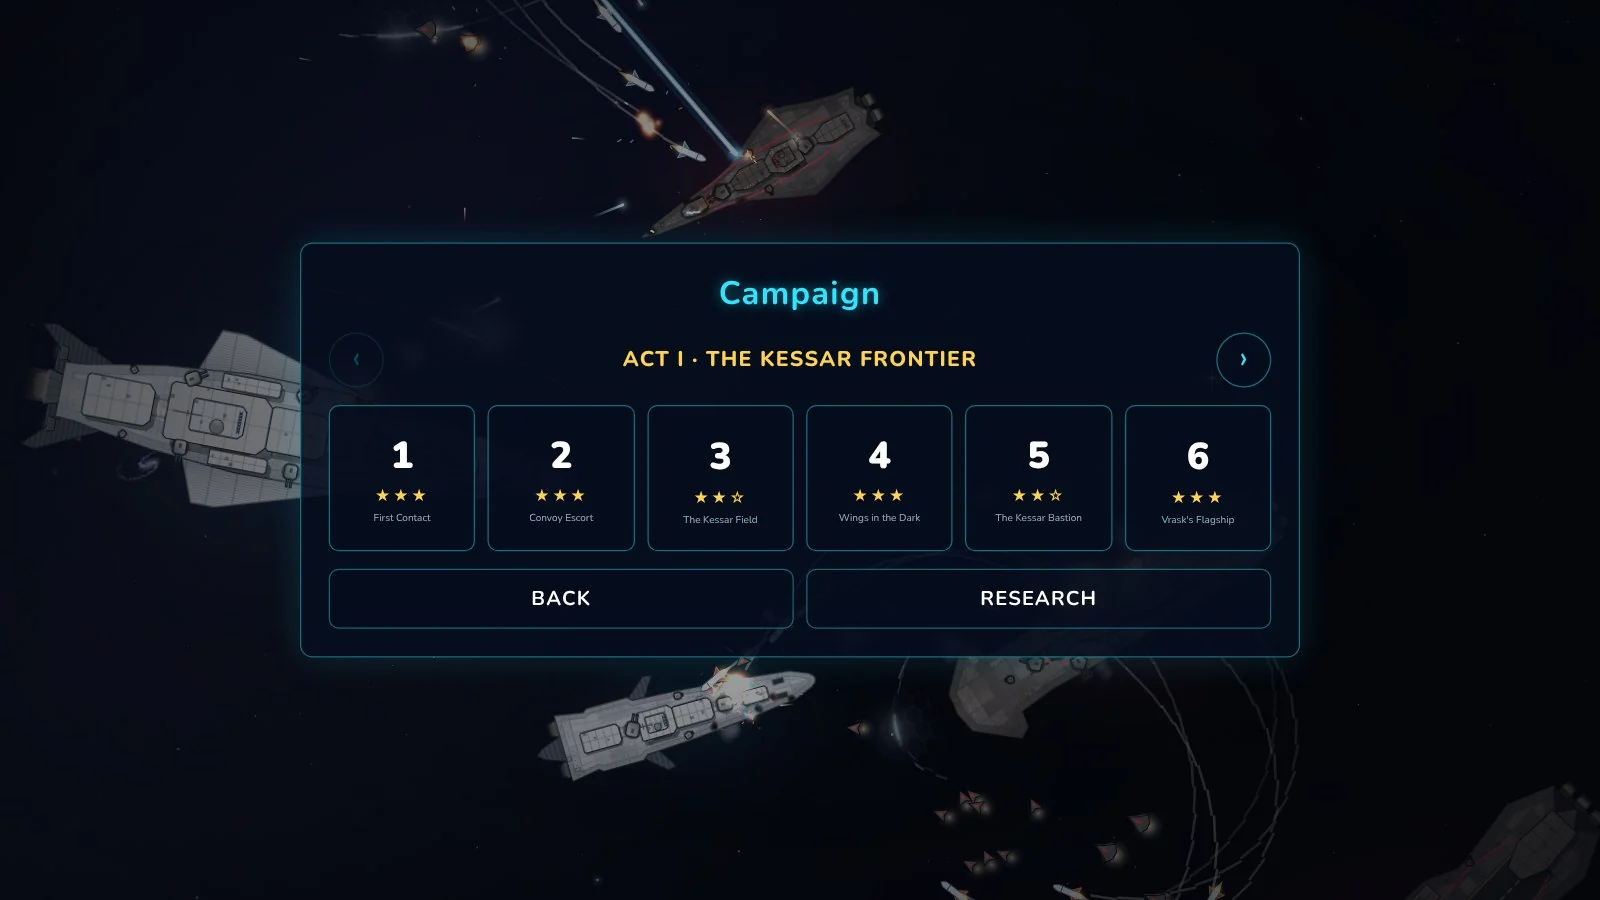 Campaign
‹
ACT I · THE KESSAR FRONTIER
›
1
★★★
First Contact
2
★★★
Convoy Escort
3
★★☆
The Kessar Field
4
★★★
Wings in the Dark
5
★★☆
The Kessar Bastion
6
★★★
Vrask's Flagship
BACK
RESEARCH